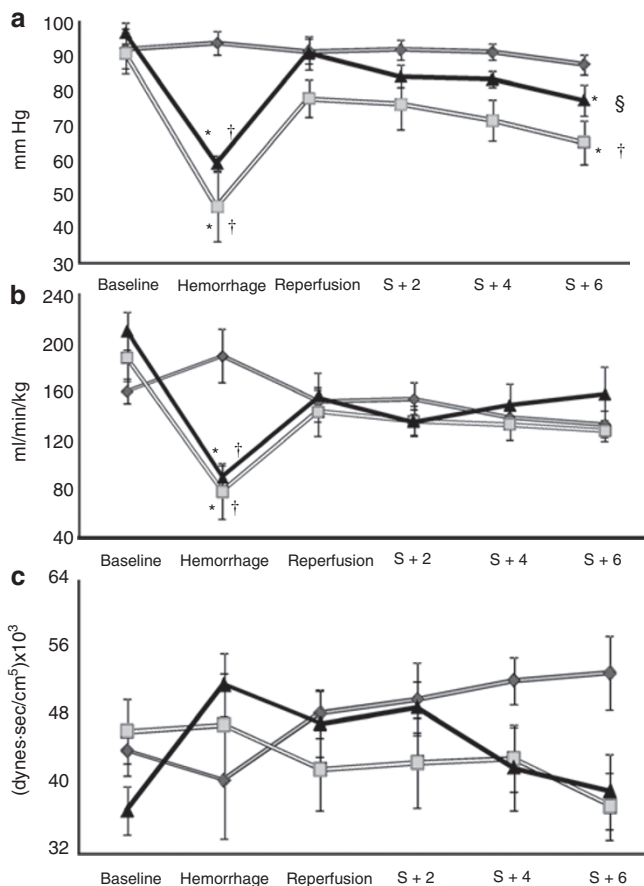 a
100
90
80
70
60
50
40
30
mm Hg
* †
* †
* §
* †
Baseline Hemorrhage Reperfusion S + 2 S + 4 S + 6
b
240
200
160
120
80
40
ml/min/kg
* †
* †
Baseline Hemorrhage Reperfusion S + 2 S + 4 S + 6
c
64
56
48
40
32
(dynes·sec/cm⁵)x10³
Baseline Hemorrhage Reperfusion S + 2 S + 4 S + 6